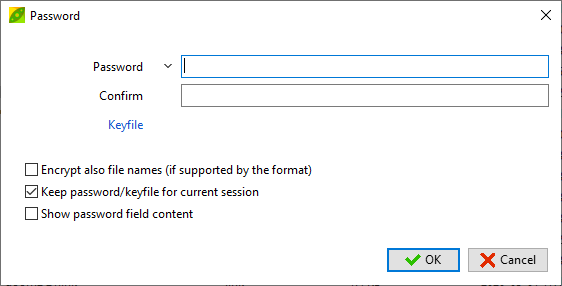 Password
Password
Confirm
Keyfile
Encrypt also file names (if supported by the format)
Keep password/keyfile for current session
Show password field content
OK Cancel